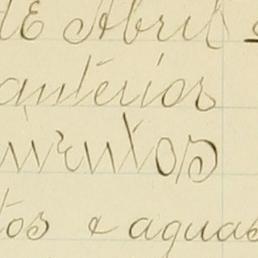 de Abril
anterior
mentos
tos e aguas